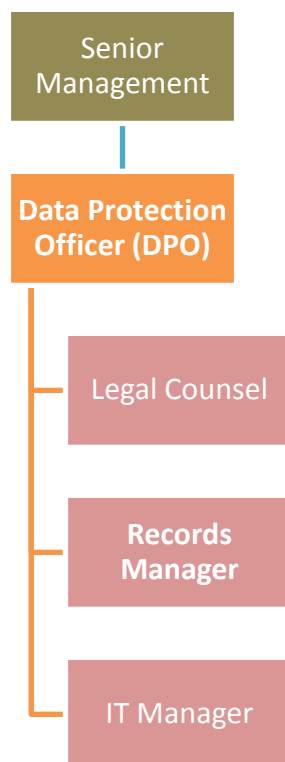 Senior
Management
Data Protection
Officer (DPO)
Legal Counsel
Records
Manager
IT Manager